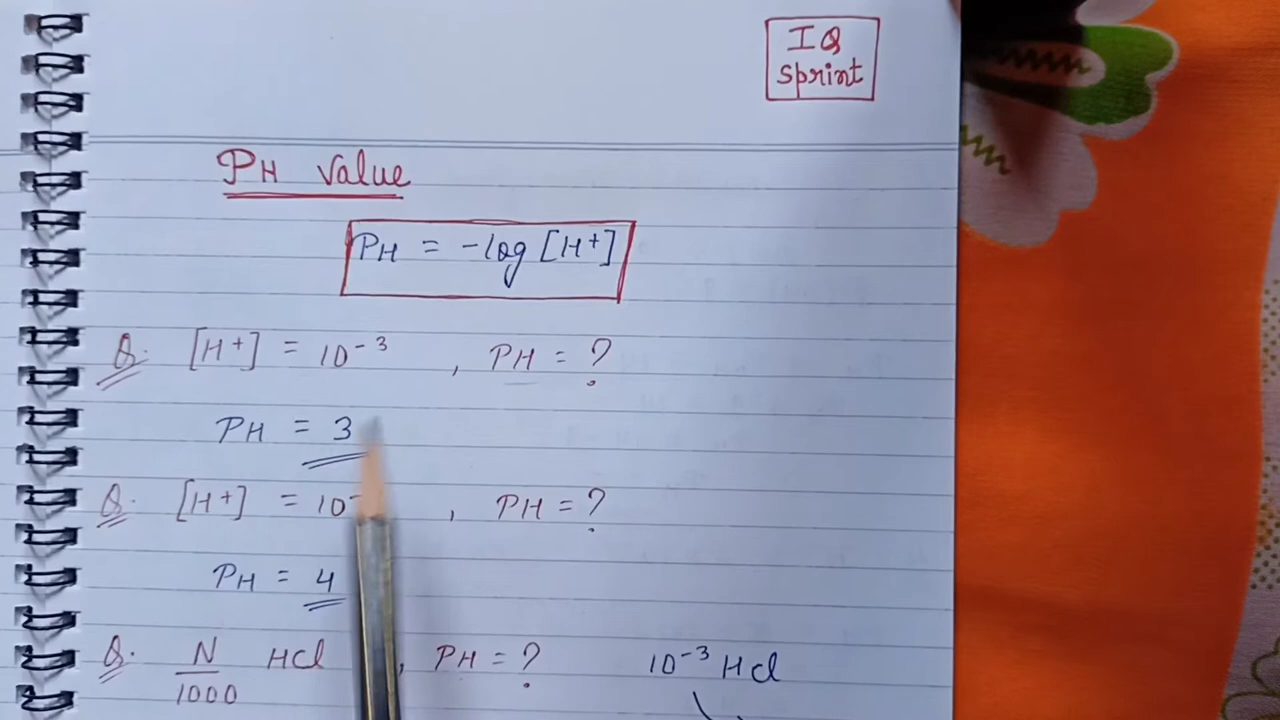 IQ
Sprint
PH Value
PH = -log [H+]
Q. [H+] = 10⁻³ , PH = ?
PH = 3
Q. [H+] = 10⁻ , PH = ?
PH = 4
Q. N/1000 HCl , PH = ? 10⁻³ HCl